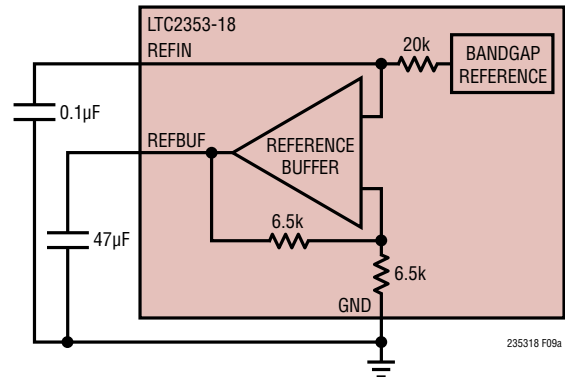 LTC2353-18
REFIN
20k
BANDGAP
REFERENCE
0.1µF
REFBUF
REFERENCE
BUFFER
6.5k
47µF
6.5k
GND
235318 F09a